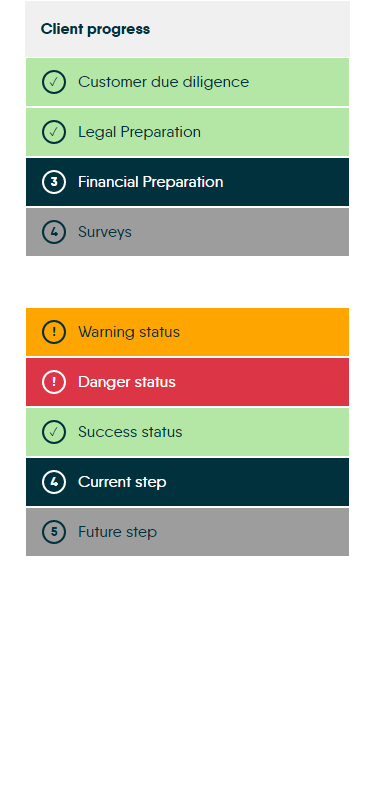 Client progress
Customer due diligence
Legal Preparation
3 Financial Preparation
4 Surveys
! Warning status
! Danger status
Success status
4 Current step
5 Future step